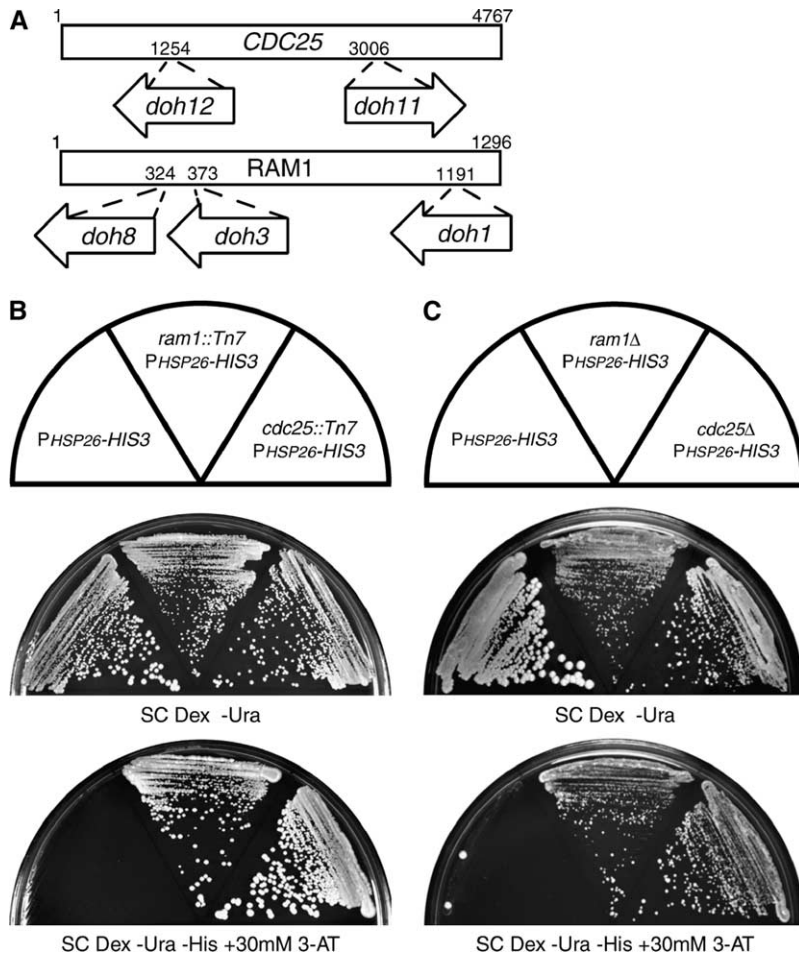 A
1 4767
1254 CDC25 3006
doh12 doh11
1 1296
324 373 RAM1 1191
doh8 doh3 doh1
B
ram1::Tn7
PHSP26-HIS3
PHSP26-HIS3
cdc25::Tn7
PHSP26-HIS3
SC Dex -Ura
SC Dex -Ura -His +30mM 3-AT
C
ram1Δ
PHSP26-HIS3
PHSP26-HIS3
cdc25Δ
PHSP26-HIS3
SC Dex -Ura
SC Dex -Ura -His +30mM 3-AT